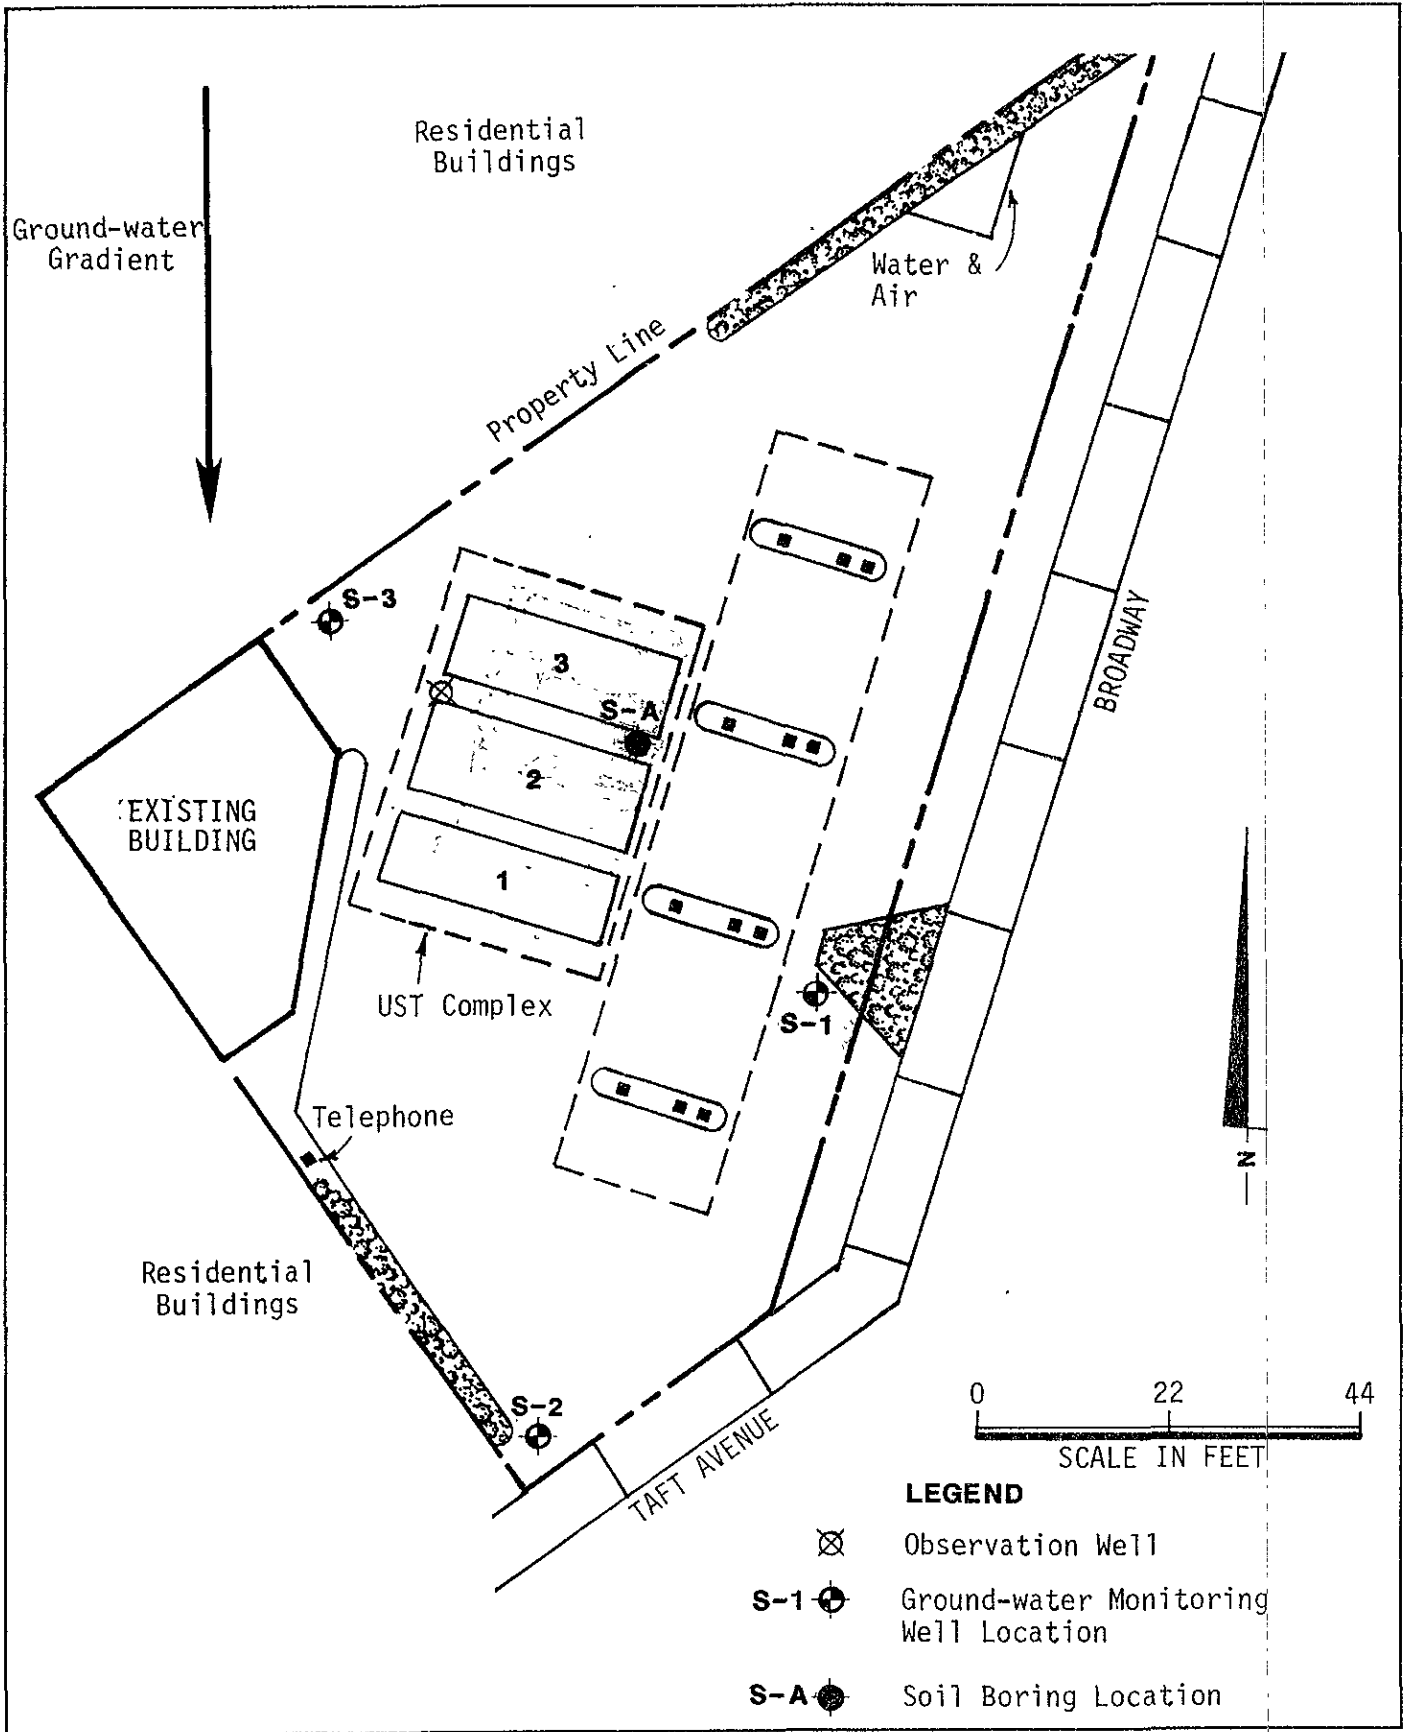 Residential
Buildings
Ground-water
Gradient
Water &
Air
Property Line
S-3
3
S-A
2
EXISTING
BUILDING
1
BROADWAY
UST Complex
S-1
Telephone
N
Residential
Buildings
S-2
0 22 44
SCALE IN FEET
TAFT AVENUE
LEGEND
Observation Well
S-1 Ground-water Monitoring
Well Location
S-A Soil Boring Location